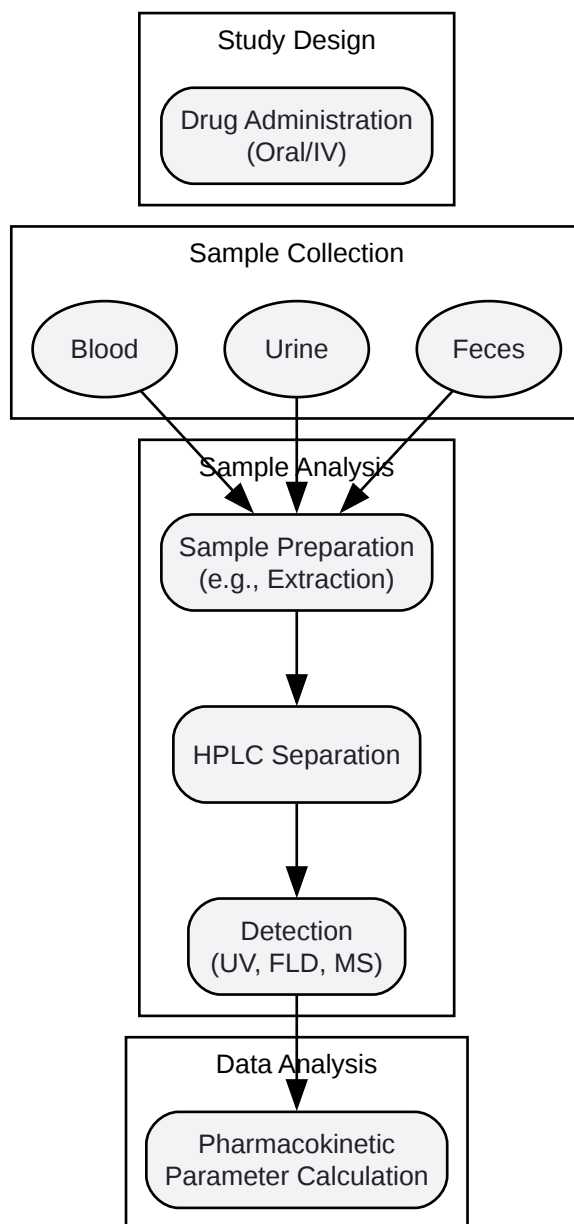 Study Design
Drug Administration
(Oral/IV)
Sample Collection
Blood
Urine
Feces
Sample Analysis
Sample Preparation
(e.g., Extraction)
HPLC Separation
Detection
(UV, FLD, MS)
Data Analysis
Pharmacokinetic
Parameter Calculation